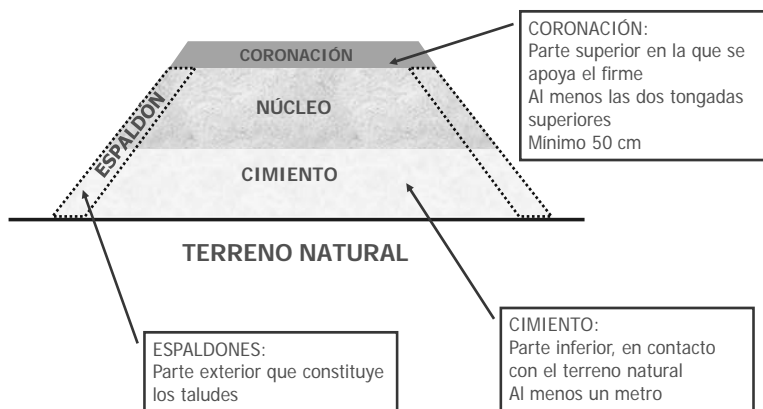 CORONACIÓN
CORONACIÓN:
Parte superior en la que se
apoya el firme
Al menos las dos tongadas
superiores
Mínimo 50 cm
ESPALDÓN
NÚCLEO
CIMIENTO
TERRENO NATURAL
ESPALDONES:
Parte exterior que constituye
los taludes
CIMIENTO:
Parte inferior, en contacto
con el terreno natural
Al menos un metro